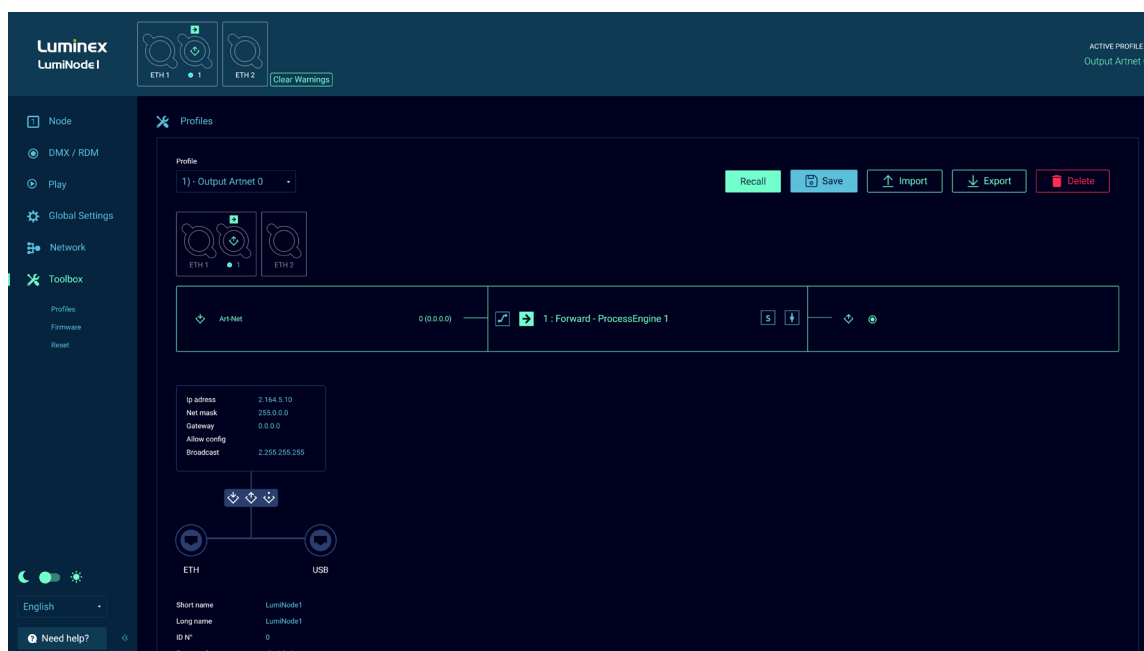 Luminex
LumiNode1
ETH 1
1
ETH 2
Clear Warnings
ACTIVE PROFILE
Output Artnet
1 Node
DMX / RDM
Play
Global Settings
Network
Toolbox
Profiles
Firmware
Reset
English
Need help?
Profiles
Profile
1) - Output Artnet 0
Recall
Save
Import
Export
Delete
ETH 1
1
ETH 2
Art-Net
0 (0.0.0.0)
1 : Forward - ProcessEngine 1
S
Ip adress 2.164.5.10
Net mask 255.0.0.0
Gateway 0.0.0.0
Allow config
Broadcast 2.255.255.255
ETH
USB
Short name LumiNode1
Long name LumiNode1
ID N° 0